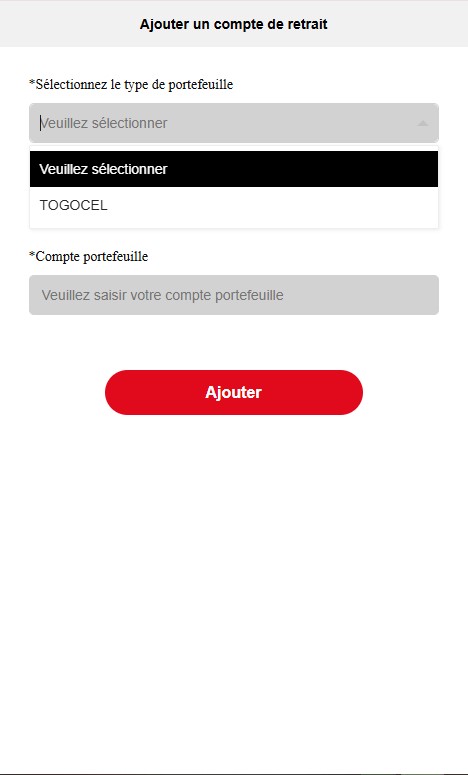 Ajouter un compte de retrait
*Sélectionnez le type de portefeuille
Veuillez sélectionner
Veuillez sélectionner
TOGOCEL
*Compte portefeuille
Veuillez saisir votre compte portefeuille
Ajouter